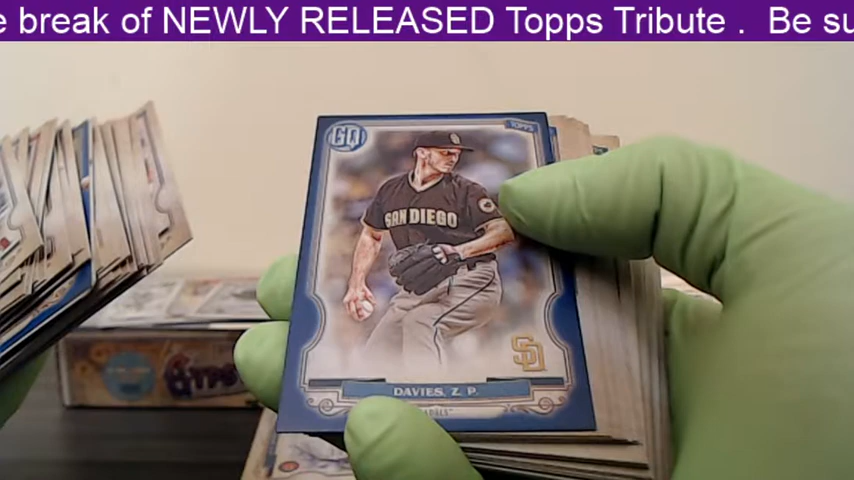 e break of NEWLY RELEASED Topps Tribute . Be su
GQ
TOPPS
SAN DIEGO
SD
DAVIES, Z. P.